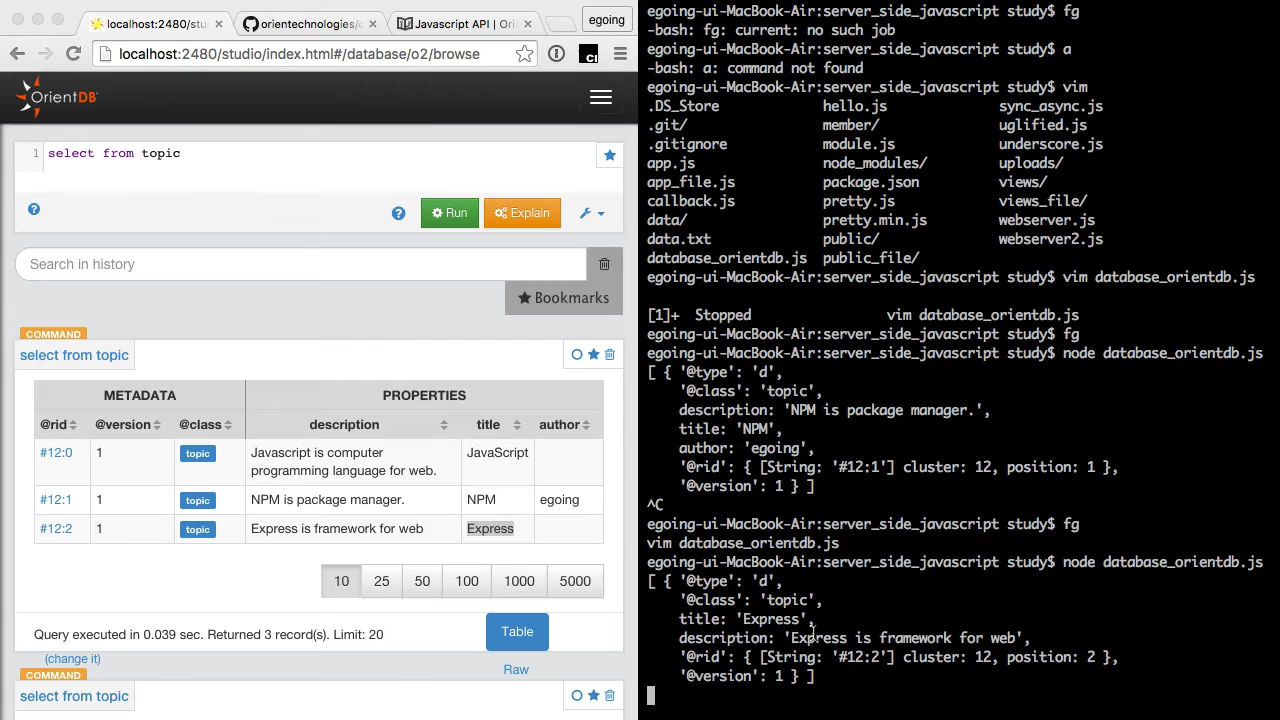 localhost:2480/stu
orientechnologies/
Javascript API | Ori
egoing
localhost:2480/studio/index.html#/database/o2/browse
OrientDB
1 select from topic
Run
Explain
Search in history
Bookmarks
COMMAND
select from topic
METADATA PROPERTIES
@rid @version @class description title author
#12:0 1 topic Javascript is computer programming language for web. JavaScript
#12:1 1 topic NPM is package manager. NPM egoing
#12:2 1 topic Express is framework for web Express
10 25 50 100 1000 5000
Query executed in 0.039 sec. Returned 3 record(s). Limit: 20
(change it)
Table
Raw
COMMAND
select from topic
egoing-ui-MacBook-Air:server_side_javascript study$ fg
-bash: fg: current: no such job
egoing-ui-MacBook-Air:server_side_javascript study$ a
-bash: a: command not found
egoing-ui-MacBook-Air:server_side_javascript study$ vim
.DS_Store hello.js sync_async.js
.git/ member/ uglified.js
.gitignore module.js underscore.js
app.js node_modules/ uploads/
app_file.js package.json views/
callback.js pretty.js views_file/
data/ pretty.min.js webserver.js
data.txt public/ webserver2.js
database_orientdb.js public_file/
egoing-ui-MacBook-Air:server_side_javascript study$ vim database_orientdb.js
[1]+ Stopped vim database_orientdb.js
egoing-ui-MacBook-Air:server_side_javascript study$ fg
egoing-ui-MacBook-Air:server_side_javascript study$ node database_orientdb.js
[ { '@type': 'd',
'@class': 'topic',
description: 'NPM is package manager.',
title: 'NPM',
author: 'egoing',
'@rid': { [String: '#12:1'] cluster: 12, position: 1 },
'@version': 1 } ]
^C
egoing-ui-MacBook-Air:server_side_javascript study$ fg
vim database_orientdb.js
egoing-ui-MacBook-Air:server_side_javascript study$ node database_orientdb.js
[ { '@type': 'd',
'@class': 'topic',
title: 'Express',
description: 'Express is framework for web',
'@rid': { [String: '#12:2'] cluster: 12, position: 2 },
'@version': 1 } ]